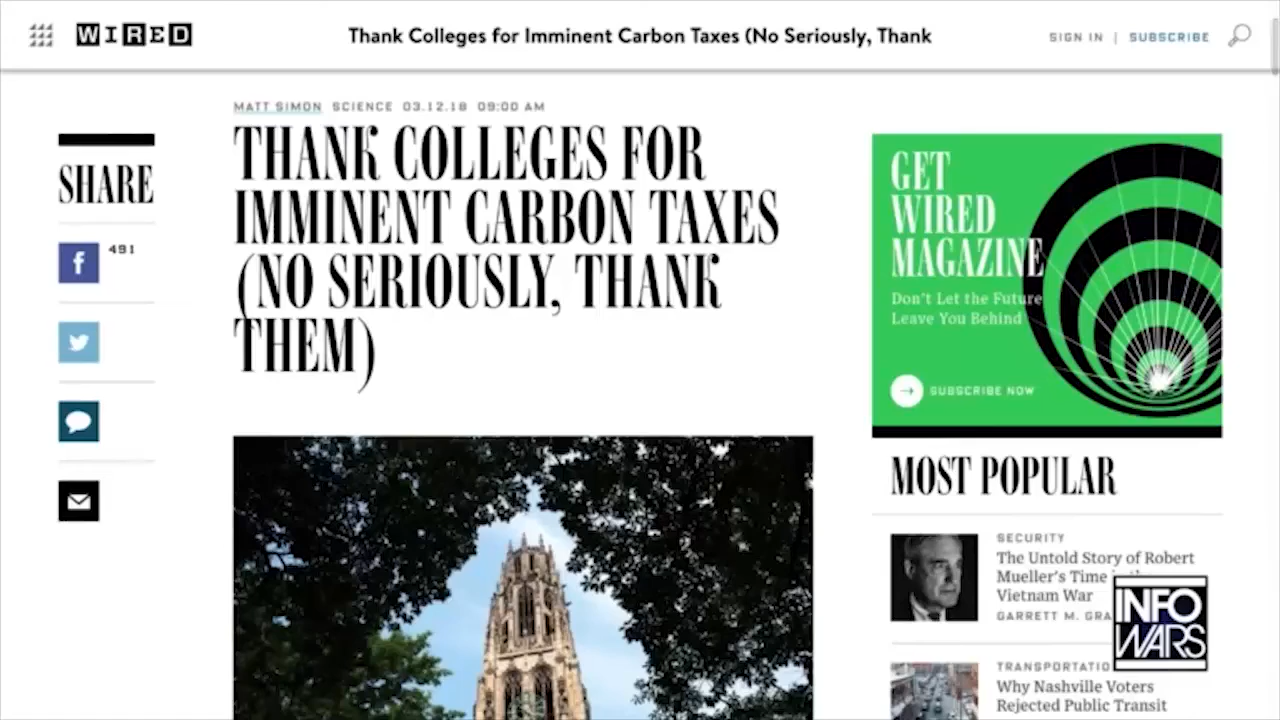 WIRED
Thank Colleges for Imminent Carbon Taxes (No Seriously, Thank
SIGN IN | SUBSCRIBE
MATT SIMON SCIENCE 03.12.18 09:00 AM
THANK COLLEGES FOR
IMMINENT CARBON TAXES
(NO SERIOUSLY, THANK
THEM)
SHARE
491
GET
WIRED
MAGAZINE
Don't Let the Future
Leave You Behind
SUBSCRIBE NOW
MOST POPULAR
SECURITY
The Untold Story of Robert
Mueller's Time
Vietnam War
GARRETT M.
TRANSPORTATIO
Why Nashville Voters
Rejected Public Transit
INFO
WARS